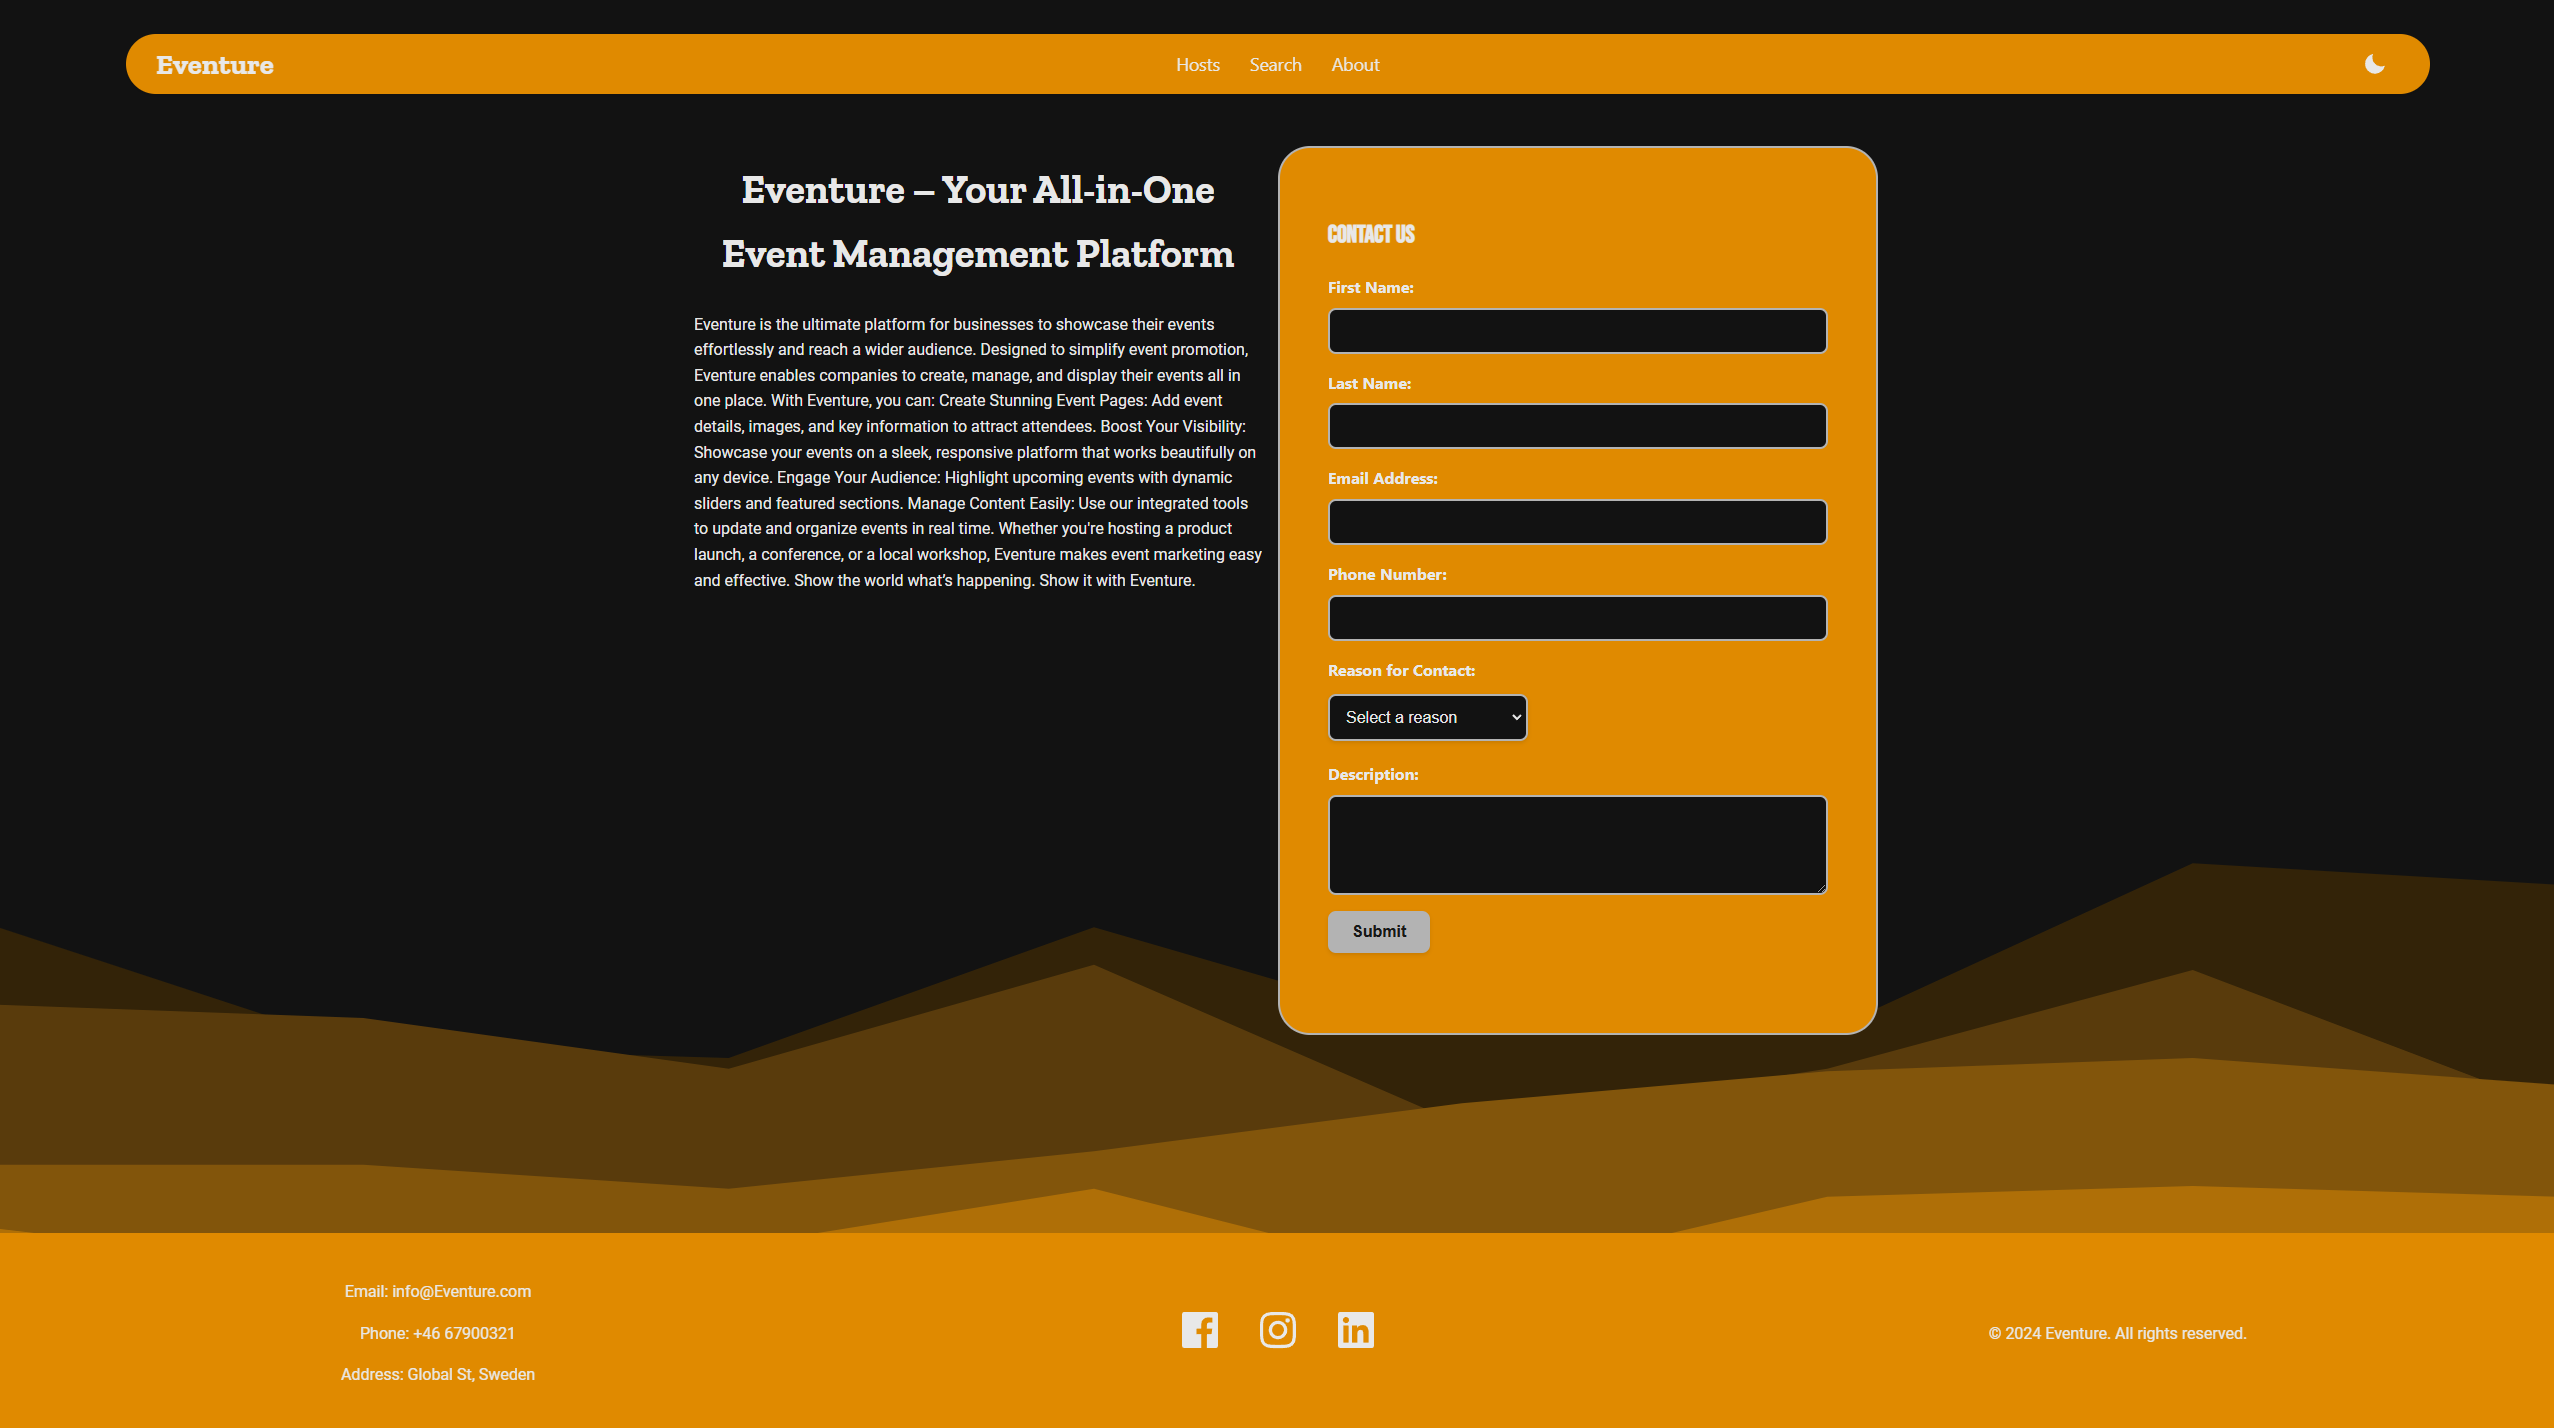 Eventure
Hosts
Search
About
Eventure – Your All-in-One
Event Management Platform
Eventure is the ultimate platform for businesses to showcase their events
effortlessly and reach a wider audience. Designed to simplify event promotion,
Eventure enables companies to create, manage, and display their events all in
one place. With Eventure, you can: Create Stunning Event Pages: Add event
details, images, and key information to attract attendees. Boost Your Visibility:
Showcase your events on a sleek, responsive platform that works beautifully on
any device. Engage Your Audience: Highlight upcoming events with dynamic
sliders and featured sections. Manage Content Easily: Use our integrated tools
to update and organize events in real time. Whether you're hosting a product
launch, a conference, or a local workshop, Eventure makes event marketing easy
and effective. Show the world what’s happening. Show it with Eventure.
CONTACT US
First Name:
Last Name:
Email Address:
Phone Number:
Reason for Contact:
Select a reason
Description:
Submit
Email: info@Eventure.com
Phone: +46 67900321
Address: Global St, Sweden
© 2024 Eventure. All rights reserved.